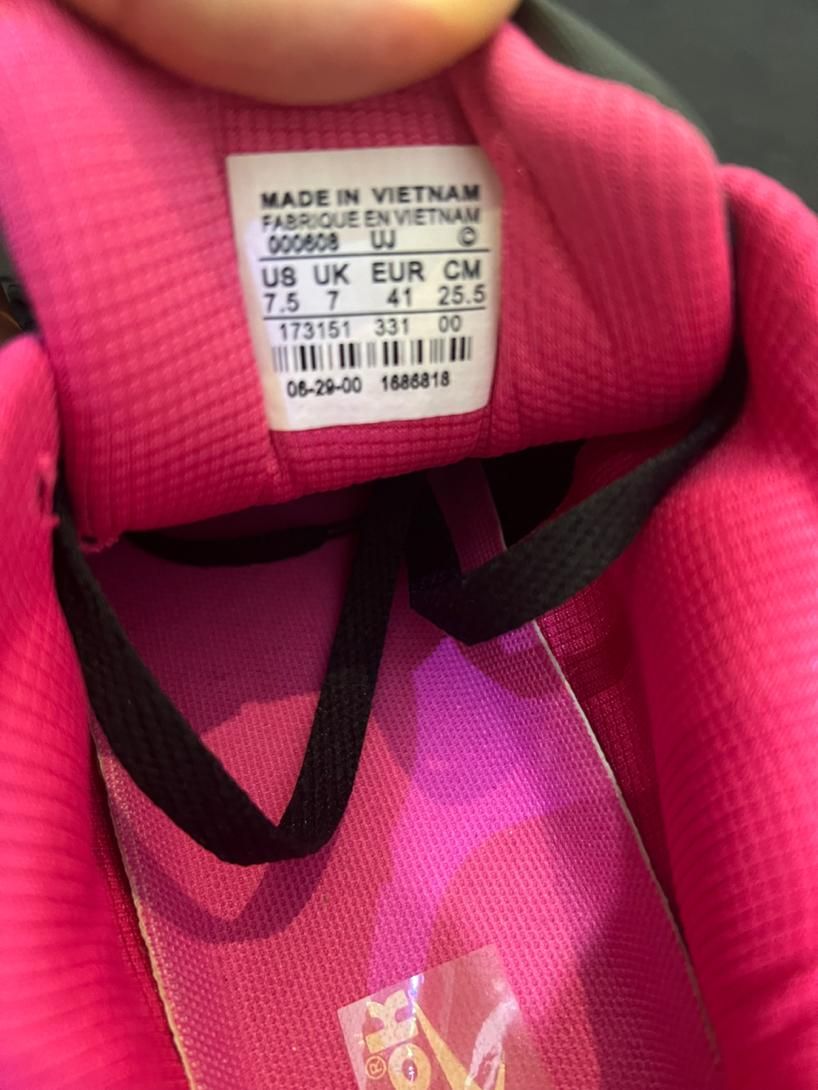 MADE IN VIETNAM
FABRIQUE EN VIETNAM
000608 UJ ©
US UK EUR CM
7.5 7 41 25.5
173151 331 00
06-29-00 1686818
ok®